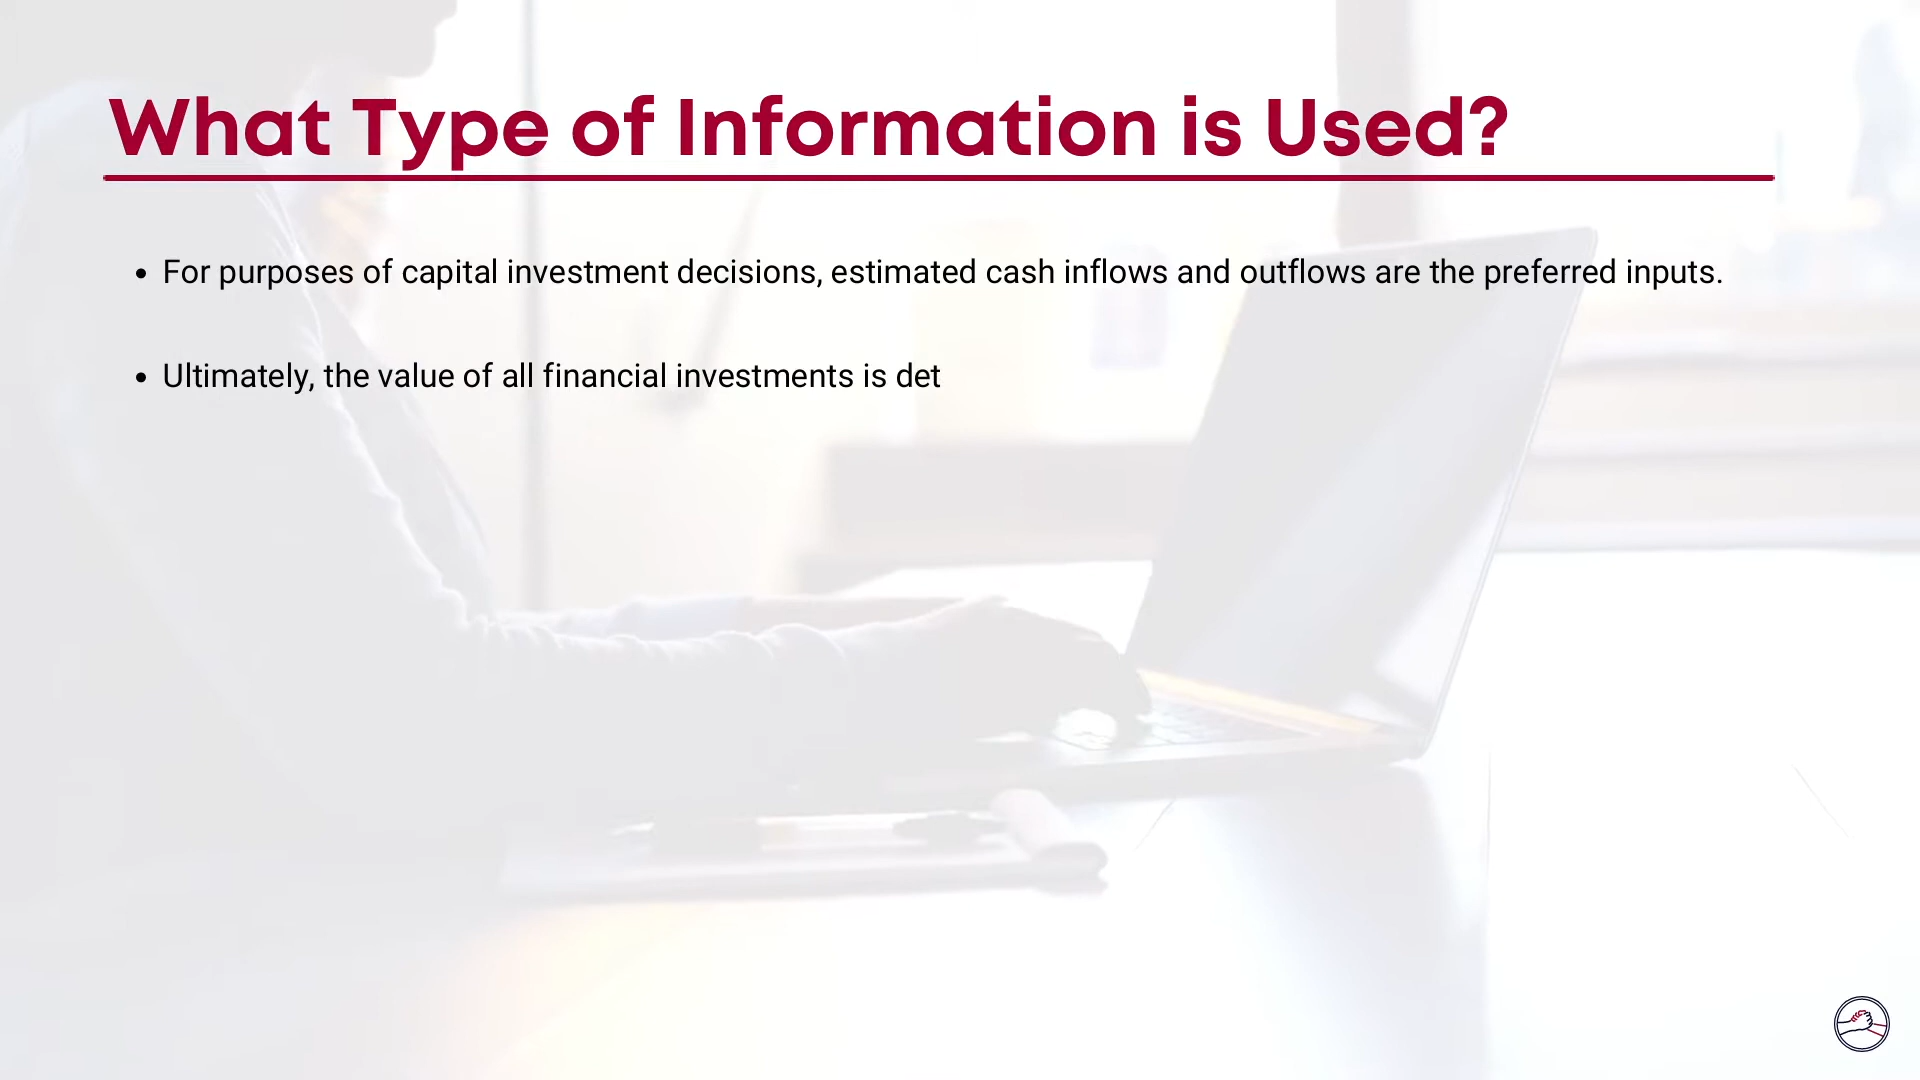 What Type of Information is Used?
• For purposes of capital investment decisions, estimated cash inflows and outflows are the preferred inputs.
• Ultimately, the value of all financial investments is det